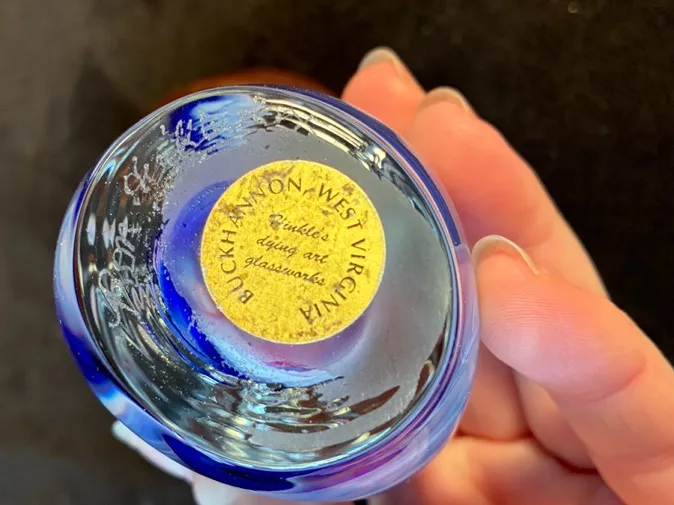 BUCKHANNON, WEST VIRGINIA
Hinkle's
dying art
glassworks